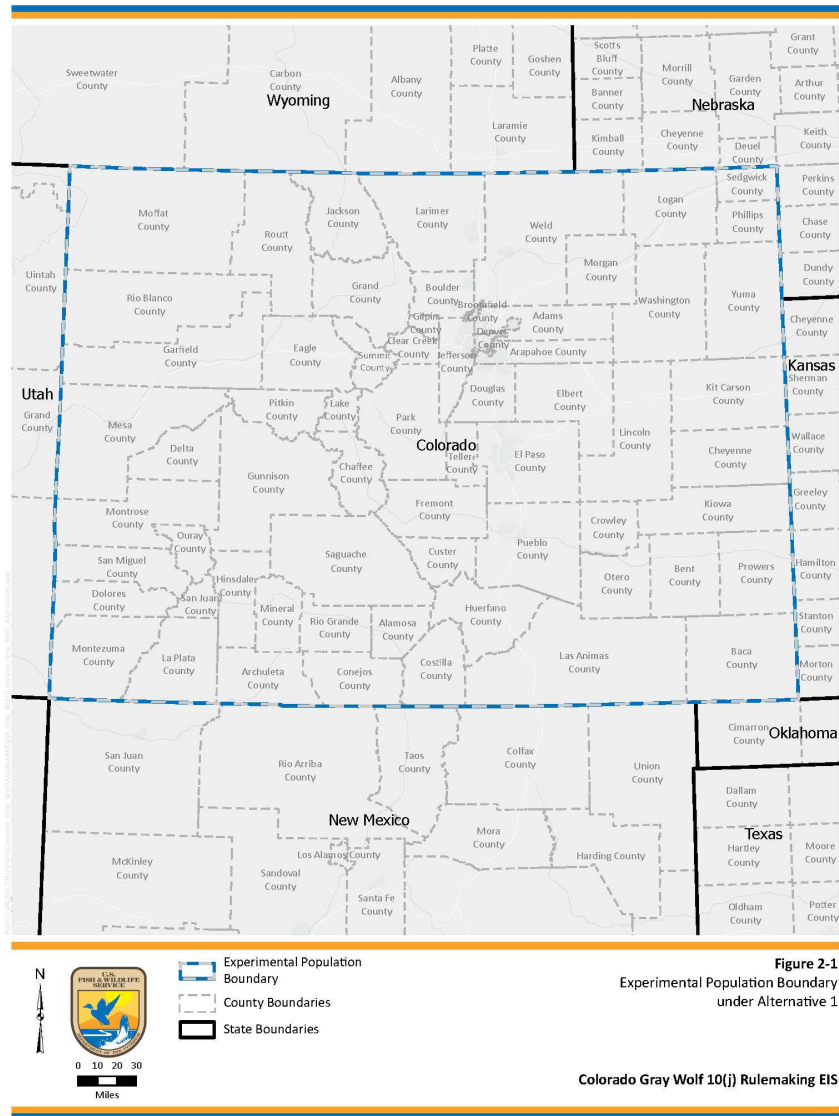 Platte
County
Goshen
County
Scotts
Bluff
County
Morrill
County
Grant
County
Sweetwater
County
Carbon
County
Albany
County
Garden
County
Arthur
County
Wyoming
Banner
County
Nebraska
Laramie
County
Kimball
County
Cheyenne
County
Deuel
County
Keith
County
Sedgwick
County
Perkins
County
Moffat
County
Jackson
County
Larimer
County
Logan
County
Phillips
County
Chase
County
Routt
County
Weld
County
Morgan
County
Dundy
County
Uintah
County
Rio Blanco
County
Grand
County
Boulder
County
Broomfield
County
Washington
County
Yuma
County
Gilpin
County
Adams
County
Cheyenne
County
Garfield
County
Eagle
County
Summit
County
Clear Creek
County
Denver
County
Jefferson
County
Arapahoe County
Kansas
Sherman
County
Utah
Grand
County
Pitkin
County
Lake
County
Douglas
County
Elbert
County
Kit Carson
County
Mesa
County
Park
County
Lincoln
County
Wallace
County
Delta
County
Colorado
Teller
County
El Paso
County
Cheyenne
County
Gunnison
County
Chaffee
County
Greeley
County
Montrose
County
Fremont
County
Kiowa
County
Ouray
County
Crowley
County
San Miguel
County
Saguache
County
Custer
County
Pueblo
County
Hamilton
County
Dolores
County
San Juan
County
Hinsdale
County
Otero
County
Bent
County
Prowers
County
Mineral
County
Rio Grande
County
Alamosa
County
Huerfano
County
Stanton
County
Montezuma
County
La Plata
County
Archuleta
County
Conejos
County
Costilla
County
Las Animas
County
Baca
County
Morton
County
San Juan
County
Rio Arriba
County
Taos
County
Colfax
County
Union
County
Cimarron
County
Oklahoma
Dallam
County
New Mexico
Mora
County
Texas
McKinley
County
Los Alamos County
Sandoval
County
Harding County
Hartley
County
Moore
County
Santa Fe
County
Oldham
County
Potter
County
N
U.S.
FISH & WILDLIFE
SERVICE
DEPARTMENT OF THE INTERIOR
0 10 20 30
Miles
Experimental Population
Boundary
County Boundaries
State Boundaries
Figure 2-1
Experimental Population Boundary
under Alternative 1
Colorado Gray Wolf 10(j) Rulemaking EIS